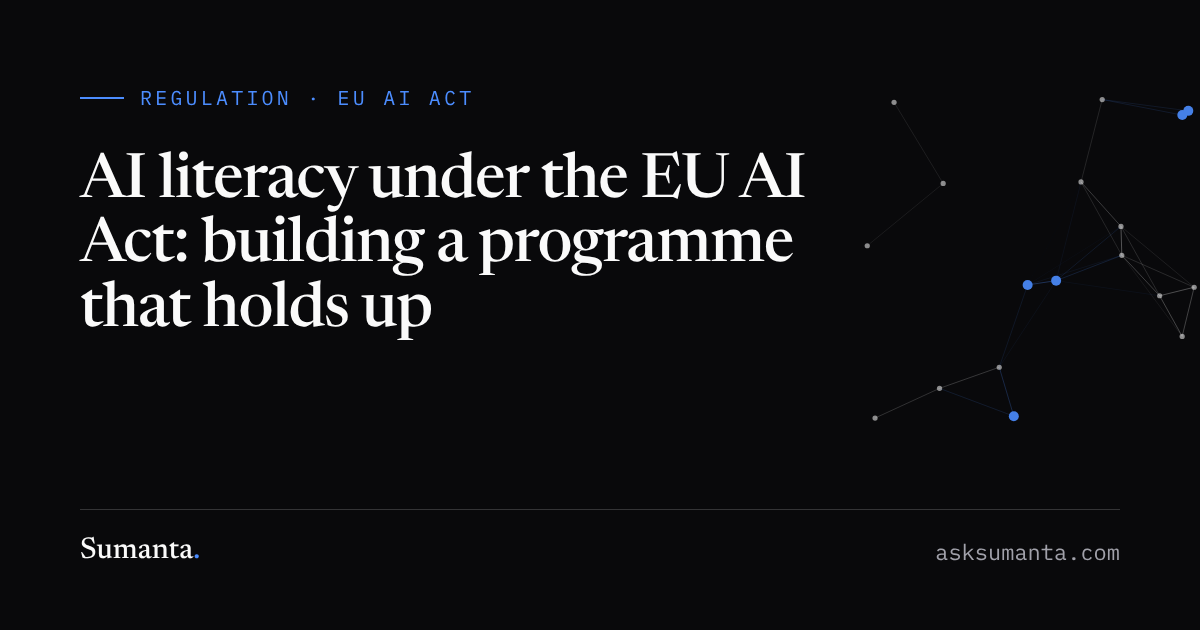 REGULATION · EU AI ACT
AI literacy under the EU AI
Act: building a programme
that holds up
Sumanta.
asksumanta.com